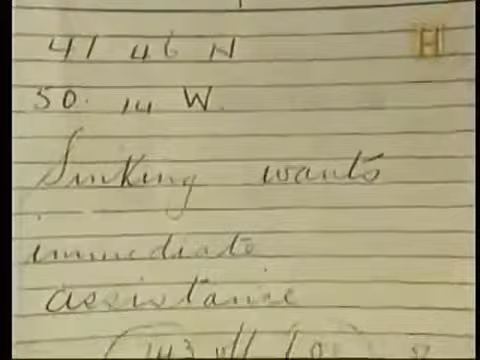 41 46 N
H
50. 14 W.
Sinking wants
immediate
assistance